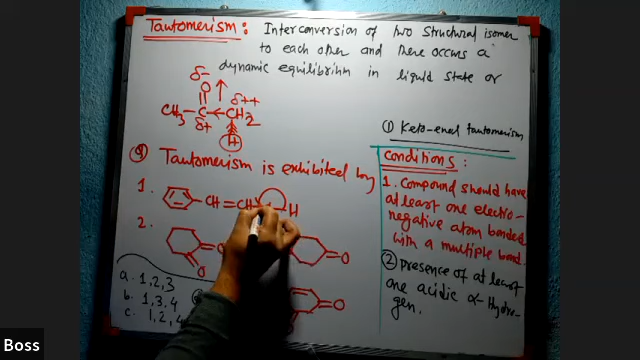 Tautomerism: Interconversion of two structural isomer
to each other and there occurs a
dynamic equilibrium in liquid state or
δ-
O
CH3-C←CH2
δ++
δ+
H
① Keto-enol tautomerism
Q Tautomerism is exhibited by
1. -CH=CH- H
2. O
O
=O
=O
a. 1,2,3
b. 1,3,4
c. 1,2,4
Conditions:
1. Compound should have
at least one electro-
negative atom bonded
with a multiple bond.
② Presence of at least
one acidic α-Hydro-
gen.
Boss